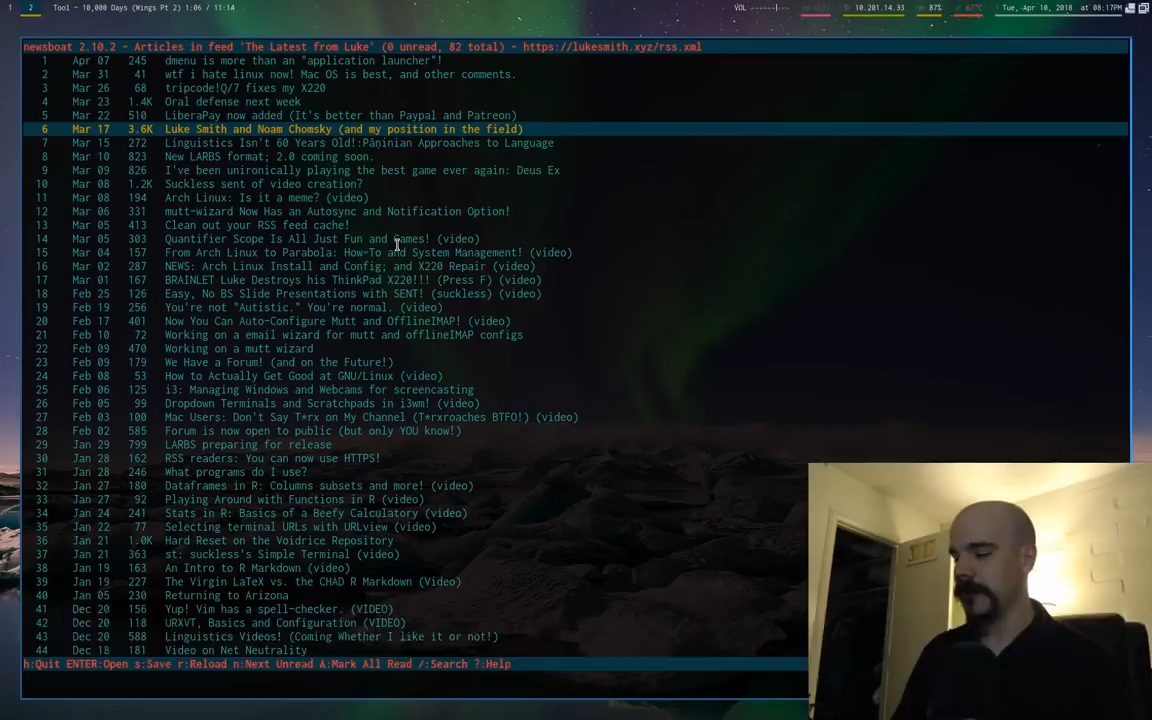 1 2 Tool - 10,000 Days (Wings Pt 2) 1:06 / 11:14 VOL 10.201.14.33 87% 67°C Tue, Apr 10, 2018 at 08:17PM
newsboat 2.10.2 - Articles in feed 'The Latest from Luke' (0 unread, 82 total) - https://lukesmith.xyz/rss.xml
1 Apr 07 245 dmenu is more than an "application launcher"!
2 Mar 31 41 wtf i hate linux now! Mac OS is best, and other comments.
3 Mar 26 68 tripcode!Q/7 fixes my X220
4 Mar 23 1.4K Oral defense next week
5 Mar 22 510 LiberaPay now added (It's better than Paypal and Patreon)
6 Mar 17 3.6K Luke Smith and Noam Chomsky (and my position in the field)
7 Mar 15 272 Linguistics Isn't 60 Years Old!:Pāṇinian Approaches to Language
8 Mar 10 823 New LARBS format; 2.0 coming soon.
9 Mar 09 826 I've been unironically playing the best game ever again: Deus Ex
10 Mar 08 1.2K Suckless sent of video creation?
11 Mar 08 194 Arch Linux: Is it a meme? (video)
12 Mar 06 331 mutt-wizard Now Has an Autosync and Notification Option!
13 Mar 05 413 Clean out your RSS feed cache!
14 Mar 05 303 Quantifier Scope Is All Just Fun and Games! (video)
15 Mar 04 157 From Arch Linux to Parabola: How-To and System Management! (video)
16 Mar 02 287 NEWS: Arch Linux Install and Config; and X220 Repair (video)
17 Mar 01 167 BRAINLET Luke Destroys his ThinkPad X220!!! (Press F) (video)
18 Feb 25 126 Easy, No BS Slide Presentations with SENT! (suckless) (video)
19 Feb 19 256 You're not "Autistic." You're normal. (video)
20 Feb 17 401 Now You Can Auto-Configure Mutt and OfflineIMAP! (video)
21 Feb 10 72 Working on a email wizard for mutt and offlineIMAP configs
22 Feb 09 470 Working on a mutt wizard
23 Feb 09 179 We Have a Forum! (and on the Future!)
24 Feb 08 53 How to Actually Get Good at GNU/Linux (video)
25 Feb 06 125 i3: Managing Windows and Webcams for screencasting
26 Feb 05 99 Dropdown Terminals and Scratchpads in i3wm! (video)
27 Feb 03 100 Mac Users: Don't Say T*rx on My Channel (T*rxroaches BTFO!) (video)
28 Feb 02 585 Forum is now open to public (but only YOU know!)
29 Jan 29 799 LARBS preparing for release
30 Jan 28 162 RSS readers: You can now use HTTPS!
31 Jan 28 246 What programs do I use?
32 Jan 27 180 Dataframes in R: Columns subsets and more! (video)
33 Jan 27 92 Playing Around with Functions in R (video)
34 Jan 24 241 Stats in R: Basics of a Beefy Calculatory (video)
35 Jan 22 77 Selecting terminal URLs with URLview (video)
36 Jan 21 1.0K Hard Reset on the Voidrice Repository
37 Jan 21 363 st: suckless's Simple Terminal (video)
38 Jan 19 163 An Intro to R Markdown (video)
39 Jan 19 227 The Virgin LaTeX vs. the CHAD R Markdown (Video)
40 Jan 05 230 Returning to Arizona
41 Dec 20 156 Yup! Vim has a spell-checker. (VIDEO)
42 Dec 20 118 URXVT, Basics and Configuration (VIDEO)
43 Dec 20 588 Linguistics Videos! (Coming Whether I like it or not!)
44 Dec 18 181 Video on Net Neutrality
h:Quit ENTER:Open s:Save r:Reload n:Next Unread A:Mark All Read /:Search ?:Help